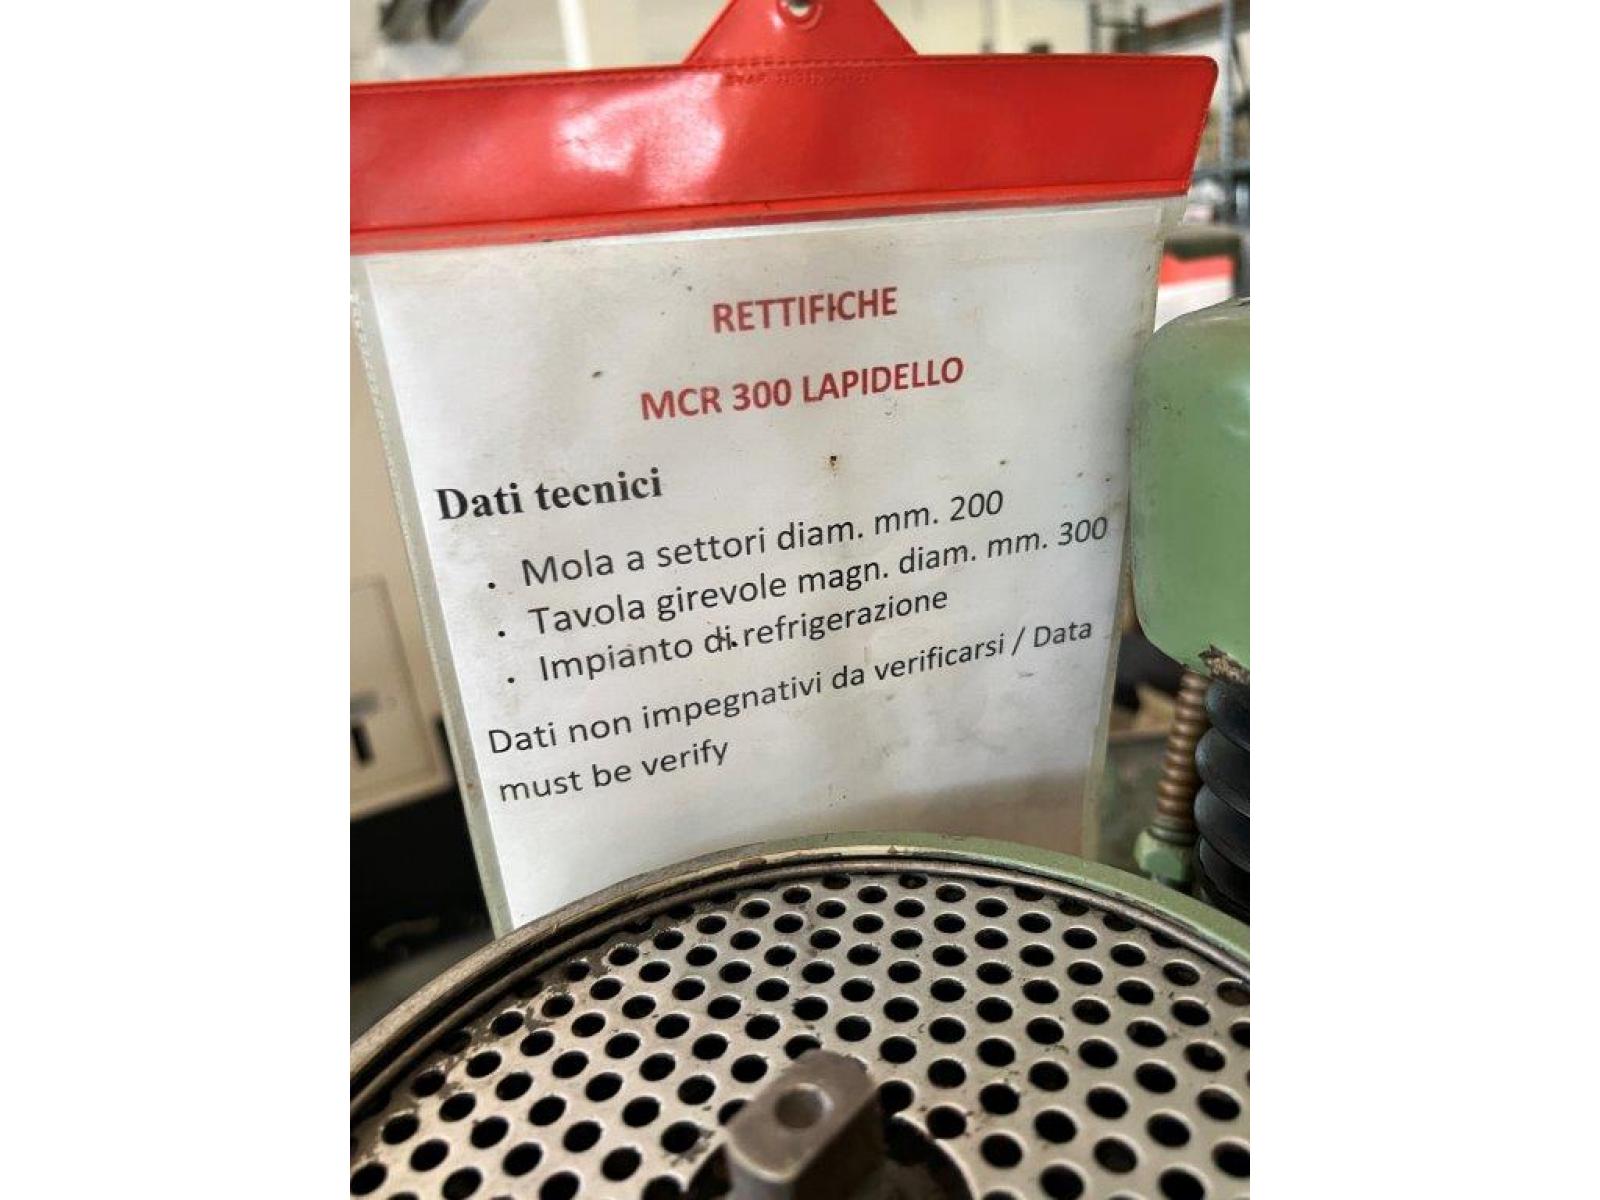 RETTIFICHE
MCR 300 LAPIDELLO
Dati tecnici
. Mola a settori diam. mm. 200
. Tavola girevole magn. diam. mm. 300
. Impianto di refrigerazione
Dati non impegnativi da verificarsi / Data
must be verify